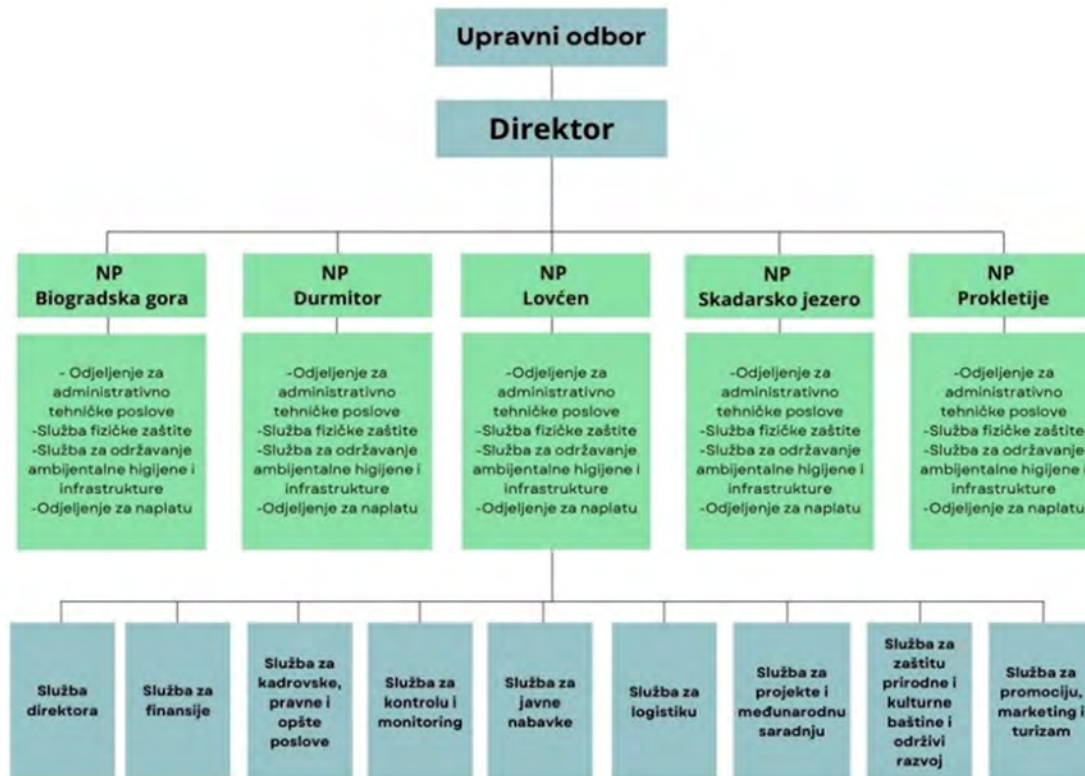 Upravni odbor
Direktor
NP
Biogradska gora
NP
Durmitor
NP
Lovćen
NP
Skadarsko jezero
NP
Prokletije
- Odjeljenje za
administrativno
tehničke poslove
-Služba fizičke zaštite
-Služba za održavanje
ambijentalne higijene i
infrastrukture
-Odjeljenje za naplatu
-Odjeljenje za
administrativno
tehničke poslove
-Služba fizičke zaštite
-Služba za održavanje
ambijentalne higijene i
infrastrukture
-Odjeljenje za naplatu
-Odjeljenje za
administrativno
tehničke poslove
-Služba fizičke zaštite
-Služba za održavanje
ambijentalne higijene i
infrastrukture
-Odjeljenje za naplatu
-Odjeljenje za
administrativno
tehničke poslove
-Služba fizičke zaštite
-Služba za održavanje
ambijentalne higijene i
infrastrukture
-Odjeljenje za naplatu
-Odjeljenje za
administrativno
tehničke poslove
-Služba fizičke zaštite
-Služba za održavanje
ambijentalne higijene i
infrastrukture
-Odjeljenje za naplatu
Služba
direktora
Služba za
finansije
Služba za
kadrovske,
pravne i
opšte
poslove
Služba za
kontrolu i
monitoring
Služba za
javne
nabavke
Služba za
logistiku
Služba za
projekte i
međunarodnu
saradnju
Služba za
zaštitu
prirodne i
kulturne
baštine i
održivi
razvoj
Služba za
promociju,
marketing i
turizam